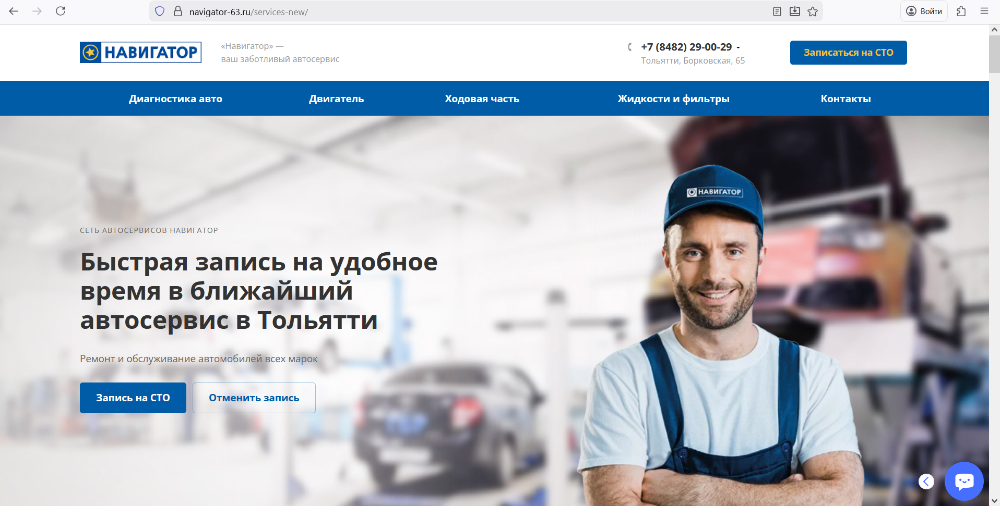 navigator-63.ru/services-new/
Войти
НАВИГАТОР
«Навигатор» —
ваш заботливый автосервис
+7 (8482) 29-00-29
Тольятти, Борковская, 65
Записаться на СТО
Диагностика авто
Двигатель
Ходовая часть
Жидкости и фильтры
Контакты
НАВИГАТОР
СЕТЬ АВТОСЕРВИСОВ НАВИГАТОР
Быстрая запись на удобное
время в ближайший
автосервис в Тольятти
Ремонт и обслуживание автомобилей всех марок
Запись на СТО
Отменить запись